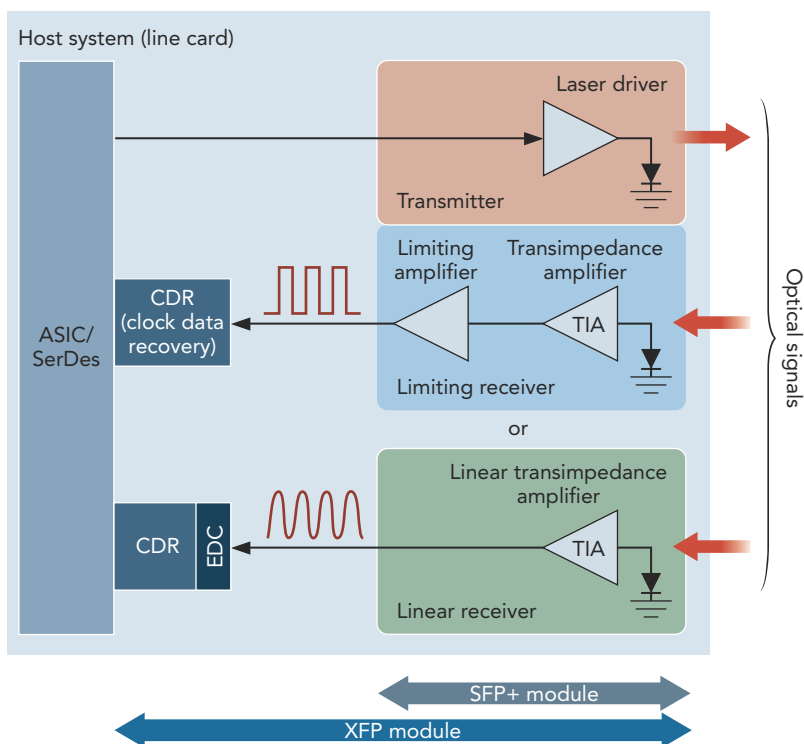 Host system (line card)
Laser driver
Transmitter
Limiting
amplifier
Transimpedance
amplifier
CDR
(clock data
recovery)
TIA
ASIC/
SerDes
Limiting receiver
Optical signals
or
Linear transimpedance
amplifier
CDR
EDC
TIA
Linear receiver
SFP+ module
XFP module